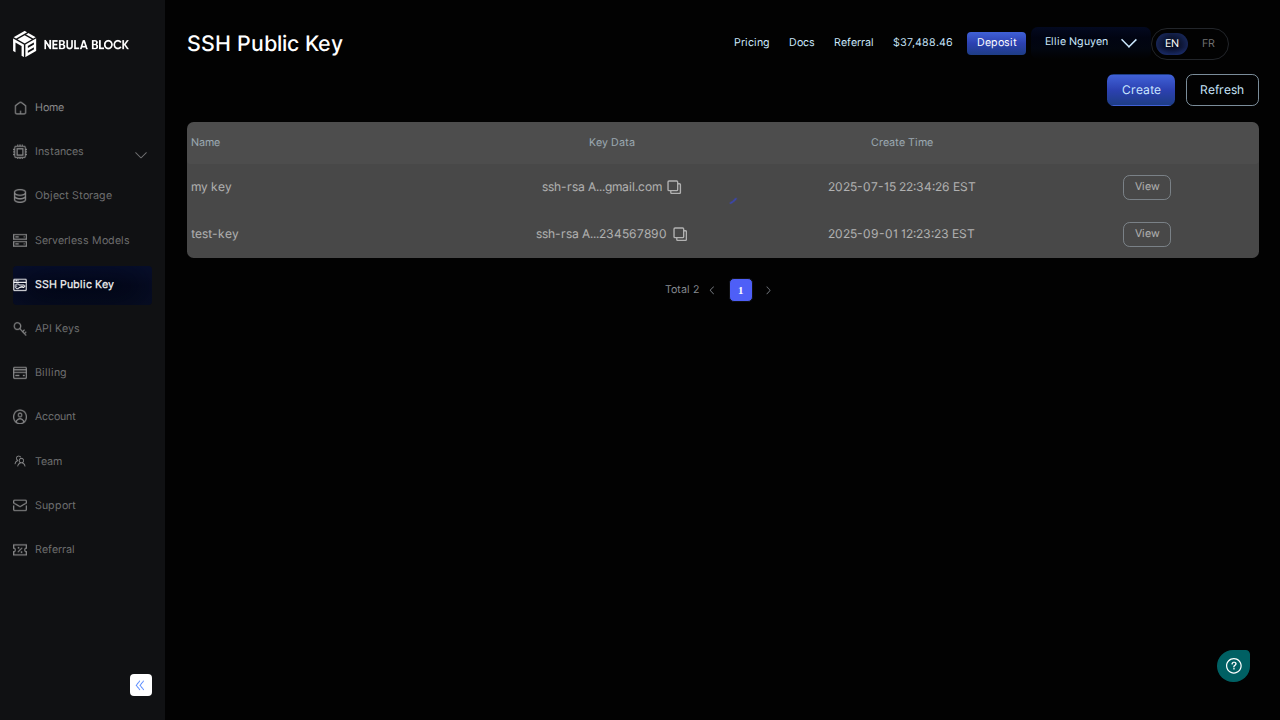 NEBULA BLOCK
SSH Public Key
Pricing
Docs
Referral
$37,488.46
Deposit
Ellie Nguyen
EN
FR
Home
Instances
Object Storage
Serverless Models
SSH Public Key
API Keys
Billing
Account
Team
Support
Referral
Create
Refresh
Name Key Data Create Time
my key ssh-rsa A...gmail.com 2025-07-15 22:34:26 EST View
test-key ssh-rsa A...234567890 2025-09-01 12:23:23 EST View
Total 2
1